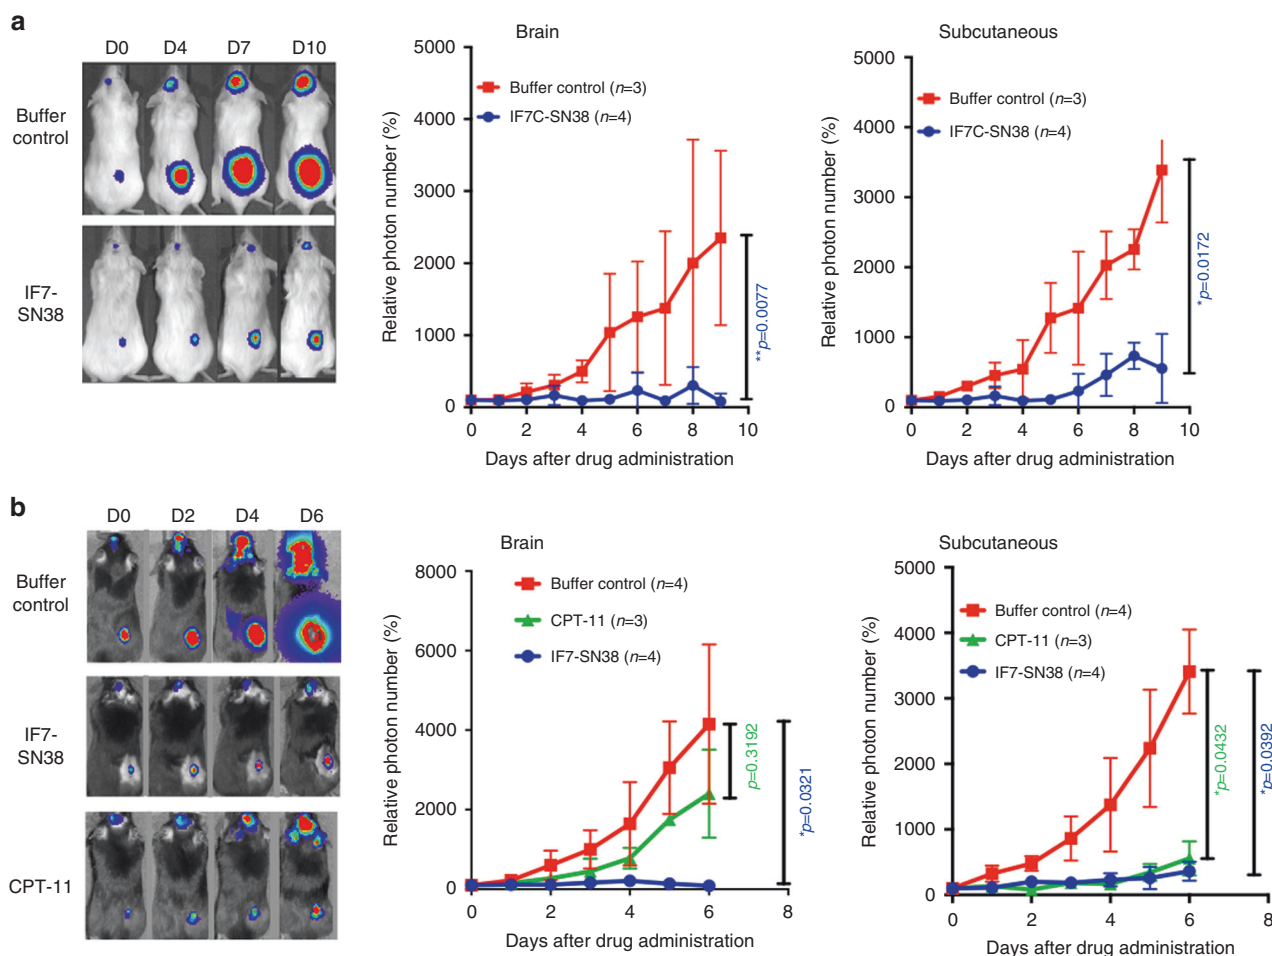 a
D0 D4 D7 D10
Buffer
control
IF7-
SN38
Brain
5000
4000
3000
2000
1000
0
Relative photon number (%)
Buffer control (n=3)
IF7C-SN38 (n=4)
**p=0.0077
0 2 4 6 8 10
Days after drug administration
Subcutaneous
5000
4000
3000
2000
1000
0
Relative photon number (%)
Buffer control (n=3)
IF7C-SN38 (n=4)
*p=0.0172
0 2 4 6 8 10
Days after drug administration
b
D0 D2 D4 D6
Buffer
control
IF7-
SN38
CPT-11
Brain
8000
6000
4000
2000
0
Relative photon number (%)
Buffer control (n=4)
CPT-11 (n=3)
IF7-SN38 (n=4)
p=0.3192
*p=0.0321
0 2 4 6 8
Days after drug administration
Subcutaneous
5000
4000
3000
2000
1000
0
Relative photon number (%)
Buffer control (n=4)
CPT-11 (n=3)
IF7-SN38 (n=4)
*p=0.0432
*p=0.0392
0 2 4 6 8
Days after drug administration